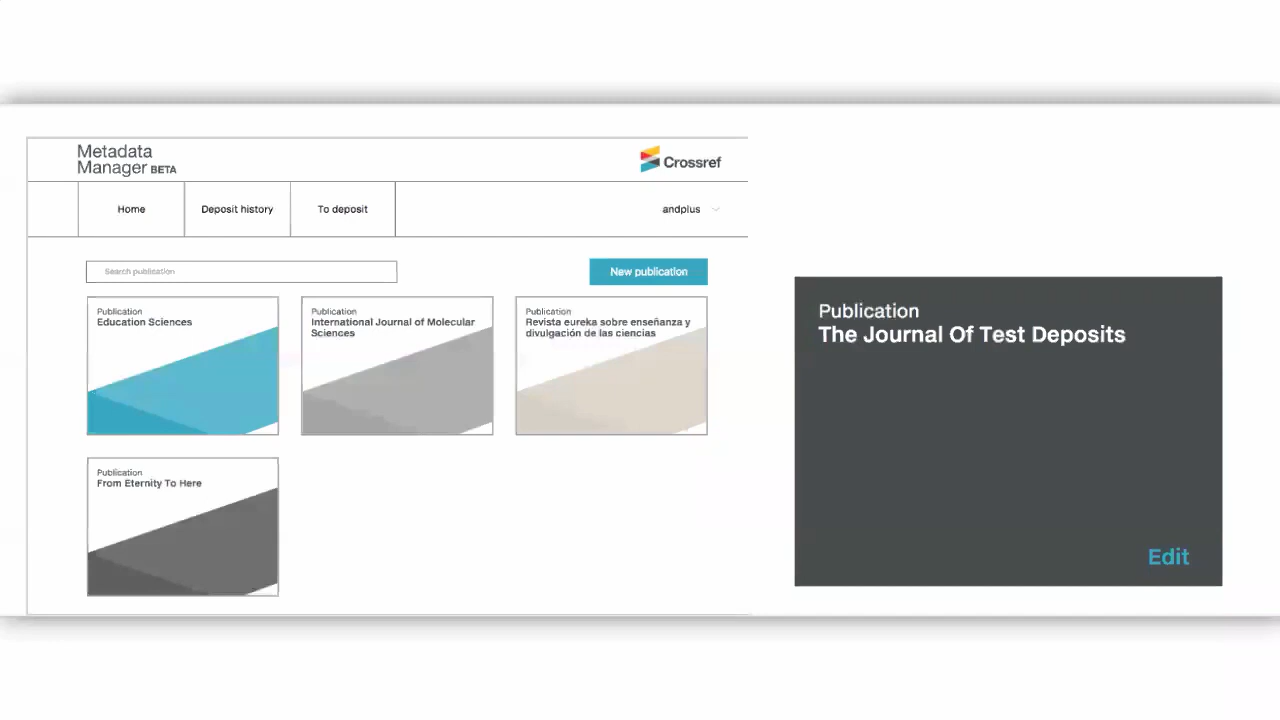 Metadata
Manager BETA
Crossref
Home
Deposit history
To deposit
andplus
Search publication
New publication
Publication
Education Sciences
Publication
International Journal of Molecular
Sciences
Publication
Revista eureka sobre enseñanza y
divulgación de las ciencias
Publication
From Eternity To Here
Publication
The Journal Of Test Deposits
Edit